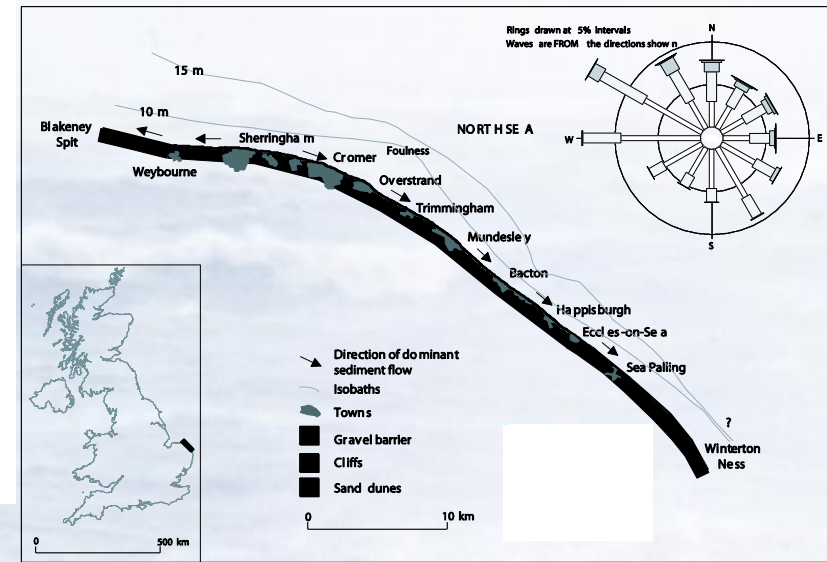 Rings drawn at 5% Intervals
Waves are FROM the directions shown
N
W
E
S
15 m
10 m
NORTH SEA
Blakeney
Spit
Sherringham
Weybourne
Cromer
Foulness
Overstrand
Trimmingham
Mundesley
Bacton
Happisburgh
Eccles-on-Sea
Sea Palling
?
Winterton
Ness
Direction of dominant
sediment flow
Isobaths
Towns
Gravel barrier
Cliffs
Sand dunes
0
10 km
0
500 km